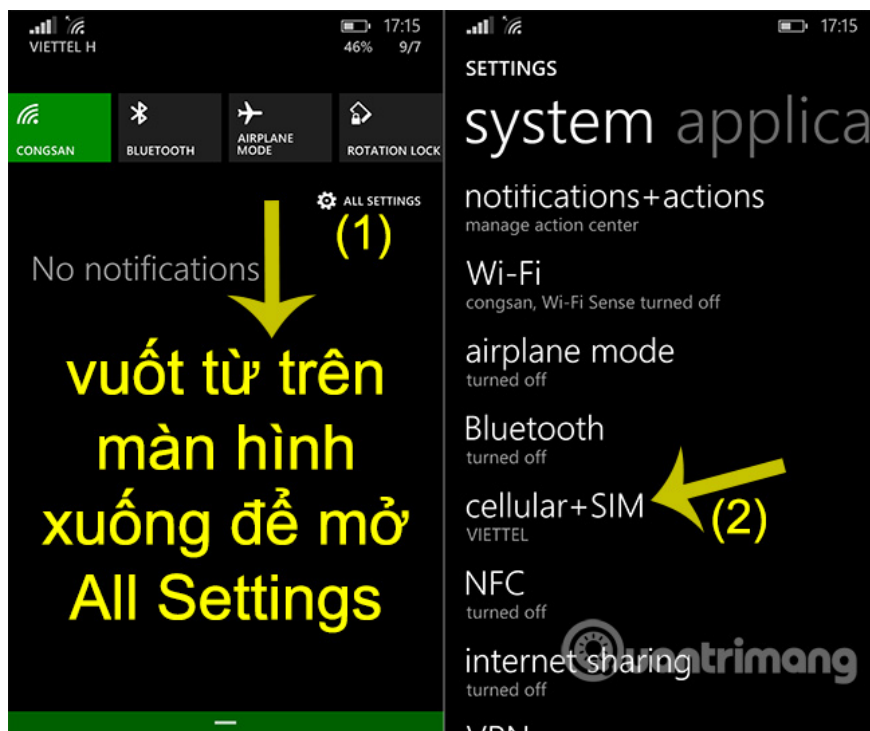 17:15
VIETTEL H
46% 9/7
CONGSAN
BLUETOOTH
AIRPLANE
MODE
ROTATION LOCK
ALL SETTINGS
(1)
No notifications
vuốt từ trên
màn hình
xuống để mở
All Settings
17:15
SETTINGS
system applica
notifications+actions
manage action center
Wi-Fi
congsan, Wi-Fi Sense turned off
airplane mode
turned off
Bluetooth
turned off
cellular+SIM
(2)
VIETTEL
NFC
turned off
internet sharing
Quantrimang
turned off
VPN